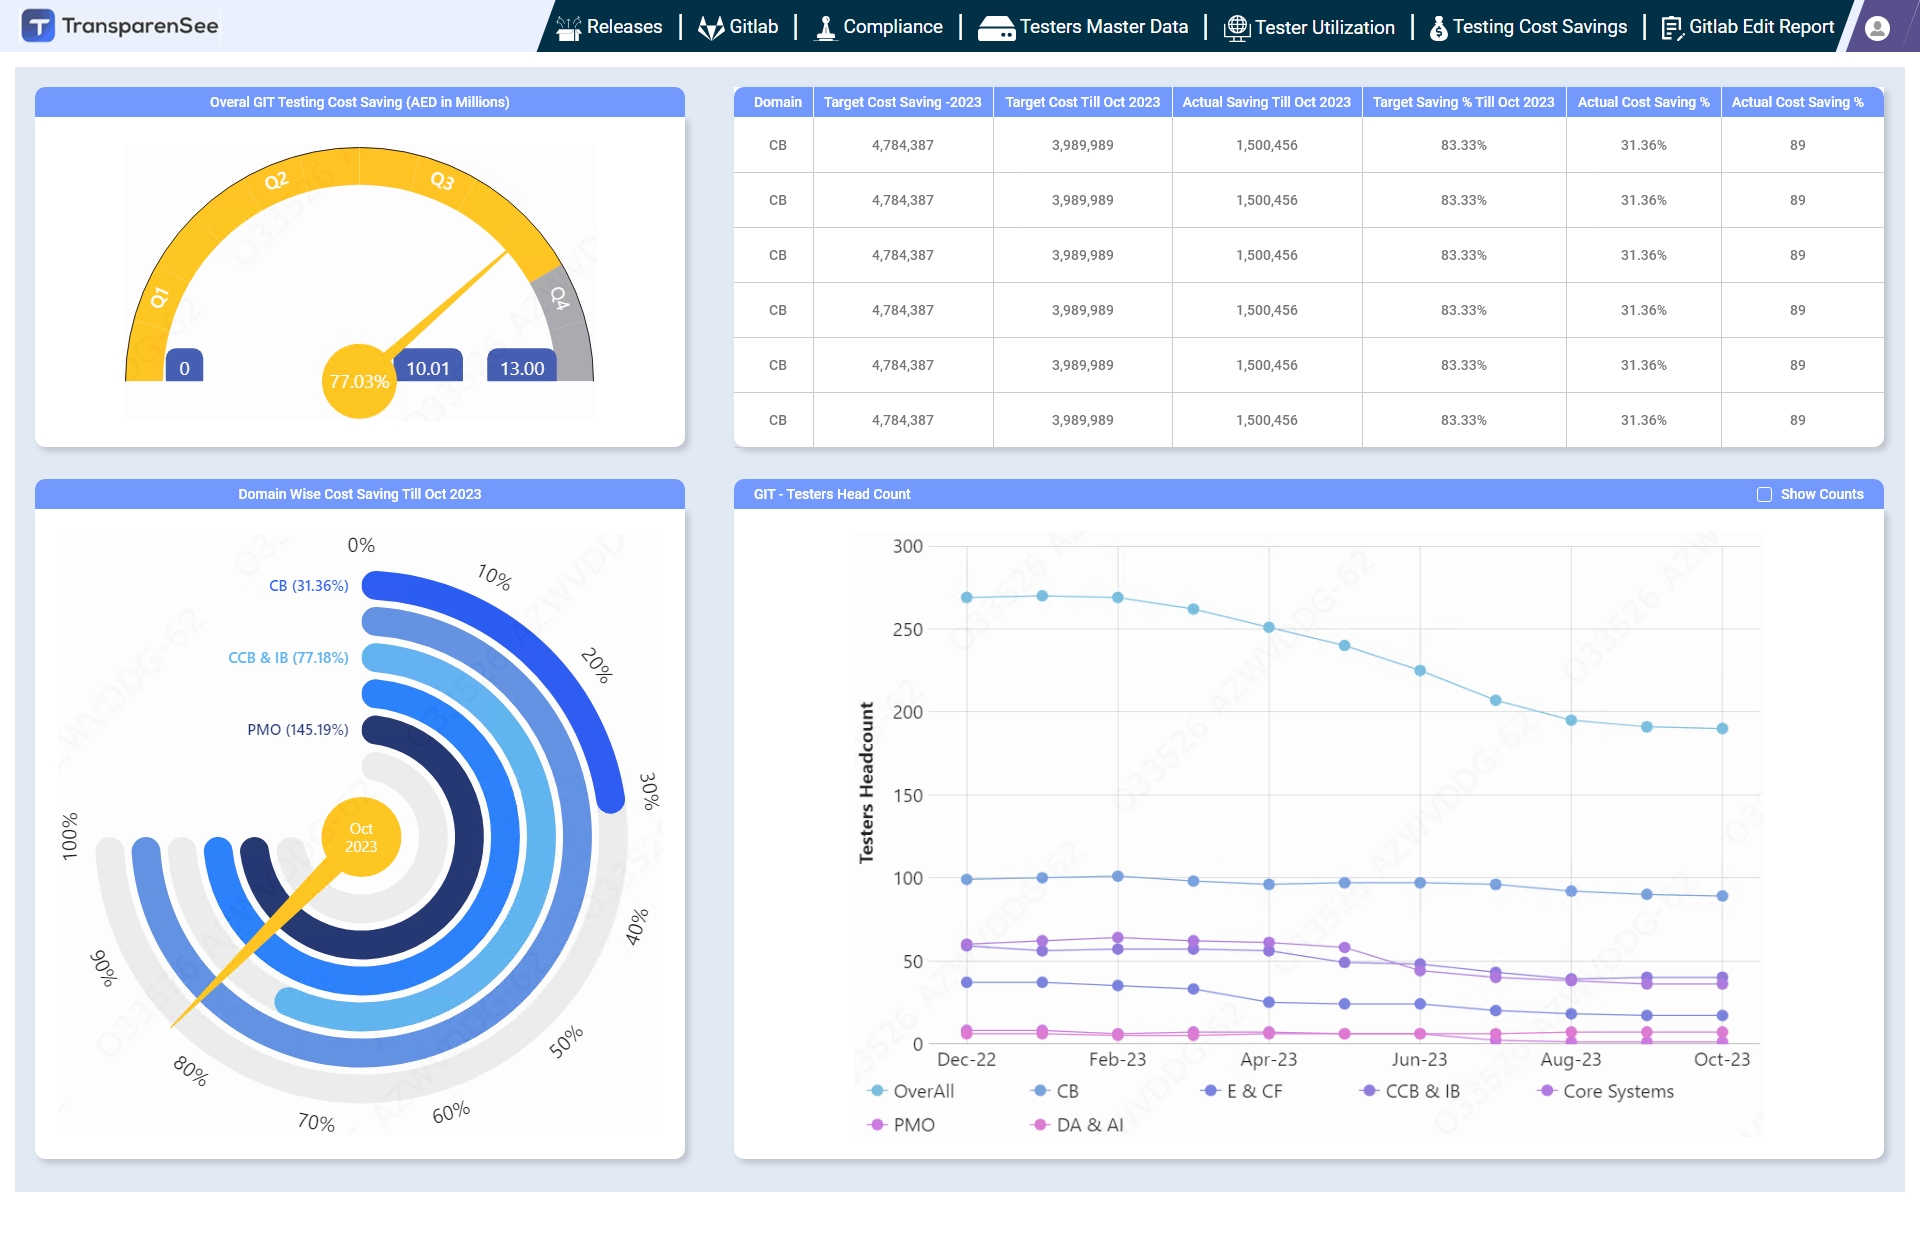 TransparenSee
Releases | Gitlab | Compliance | Testers Master Data | Tester Utilization | Testing Cost Savings | Gitlab Edit Report
Overal GIT Testing Cost Saving (AED in Millions)
Q1
Q2
Q3
Q4
0
77.03%
10.01
13.00
Domain Target Cost Saving -2023 Target Cost Till Oct 2023 Actual Saving Till Oct 2023 Target Saving % Till Oct 2023 Actual Cost Saving % Actual Cost Saving %
CB 4,784,387 3,989,989 1,500,456 83.33% 31.36% 89
CB 4,784,387 3,989,989 1,500,456 83.33% 31.36% 89
CB 4,784,387 3,989,989 1,500,456 83.33% 31.36% 89
CB 4,784,387 3,989,989 1,500,456 83.33% 31.36% 89
CB 4,784,387 3,989,989 1,500,456 83.33% 31.36% 89
CB 4,784,387 3,989,989 1,500,456 83.33% 31.36% 89
Domain Wise Cost Saving Till Oct 2023
0%
10%
20%
30%
40%
50%
60%
70%
80%
90%
100%
CB (31.36%)
CCB & IB (77.18%)
PMO (145.19%)
Oct
2023
GIT - Testers Head Count
Show Counts
Testers Headcount
300
250
200
150
100
50
0
Dec-22 Feb-23 Apr-23 Jun-23 Aug-23 Oct-23
OverAll CB E & CF CCB & IB Core Systems
PMO DA & AI